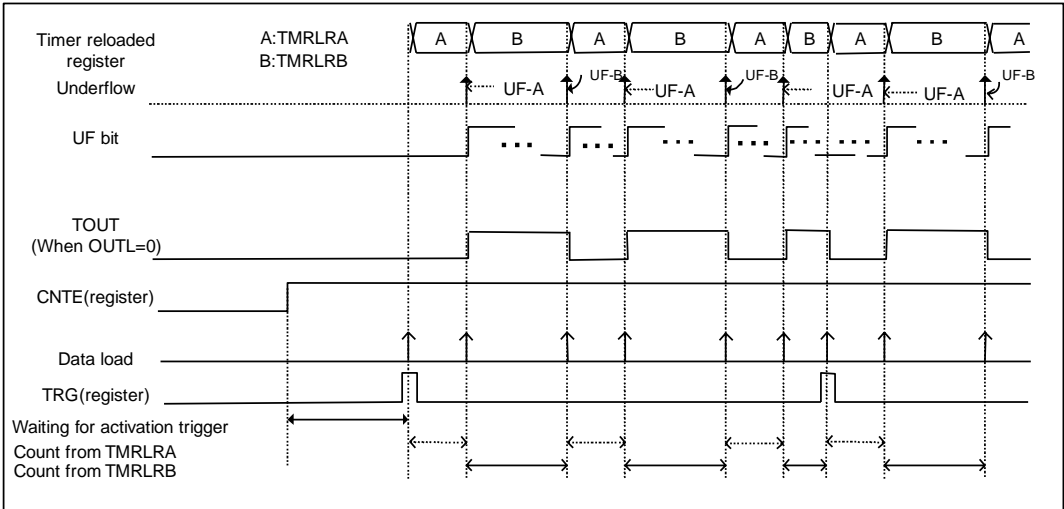 Timer reloaded
register
A:TMRLRA
B:TMRLRB
A B A B A B A B A
Underflow
UF-A UF-B UF-A UF-B UF-A UF-A UF-B
UF bit
TOUT
(When OUTL=0)
CNTE(register)
Data load
TRG(register)
Waiting for activation trigger
Count from TMRLRA
Count from TMRLRB